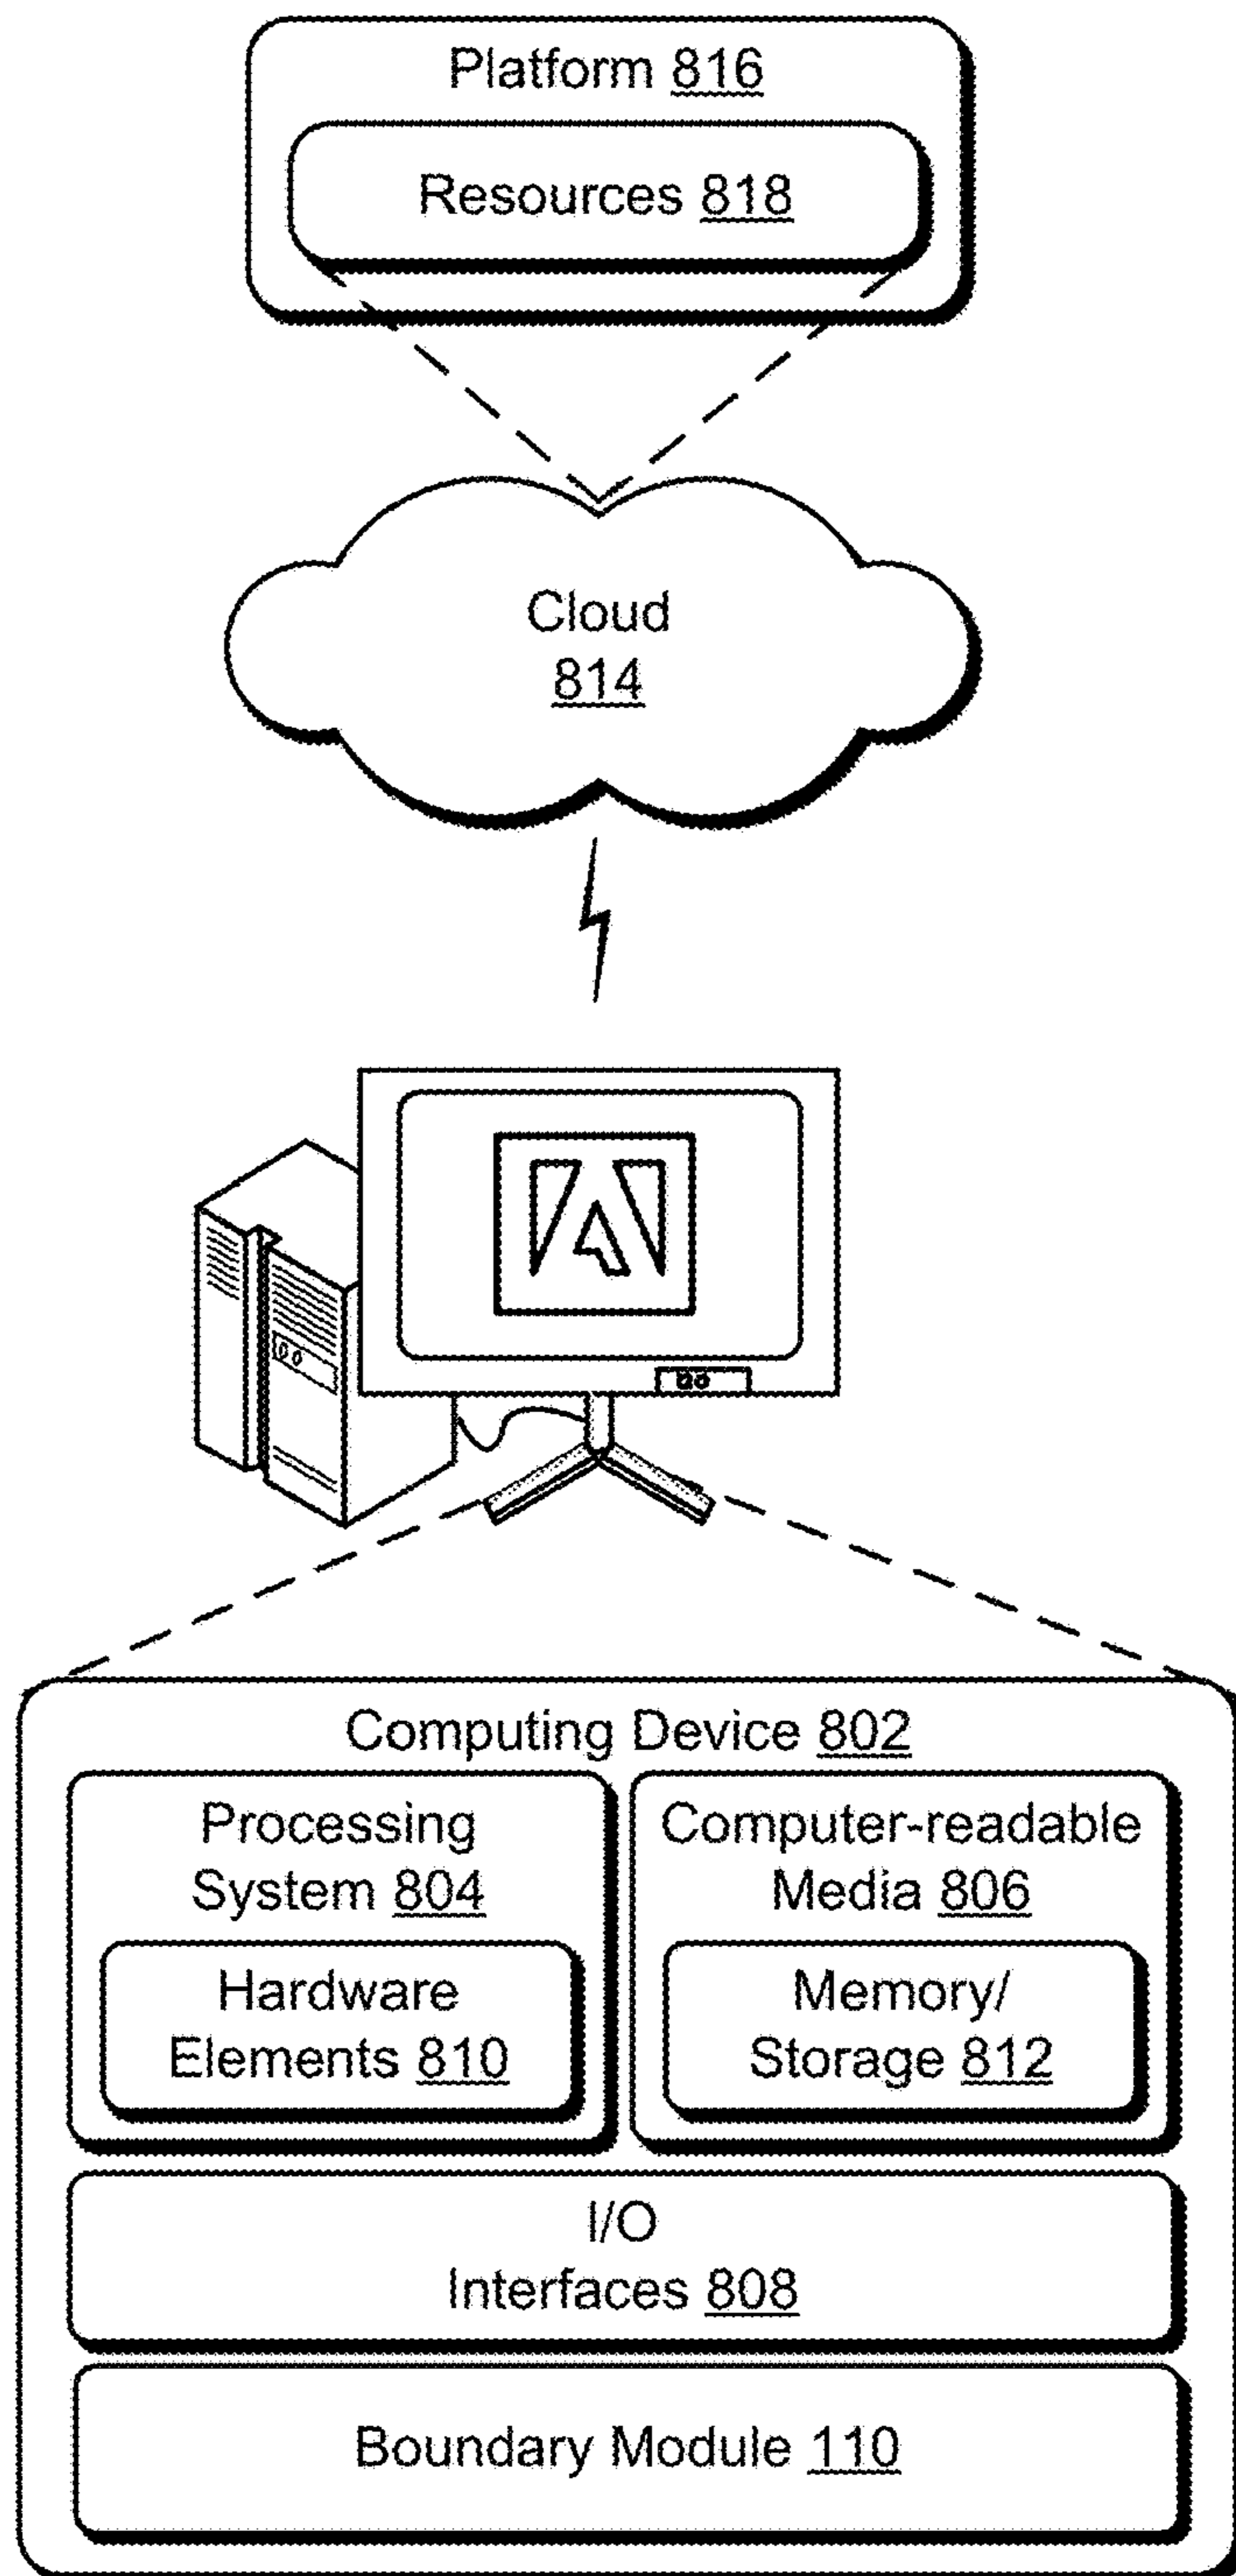 Platform 816
Resources 818
Cloud
814
Computing Device 802
Processing
System 804
Hardware
Elements 810
Computer-readable
Media 806
Memory/
Storage 812
I/O
Interfaces 808
Boundary Module 110